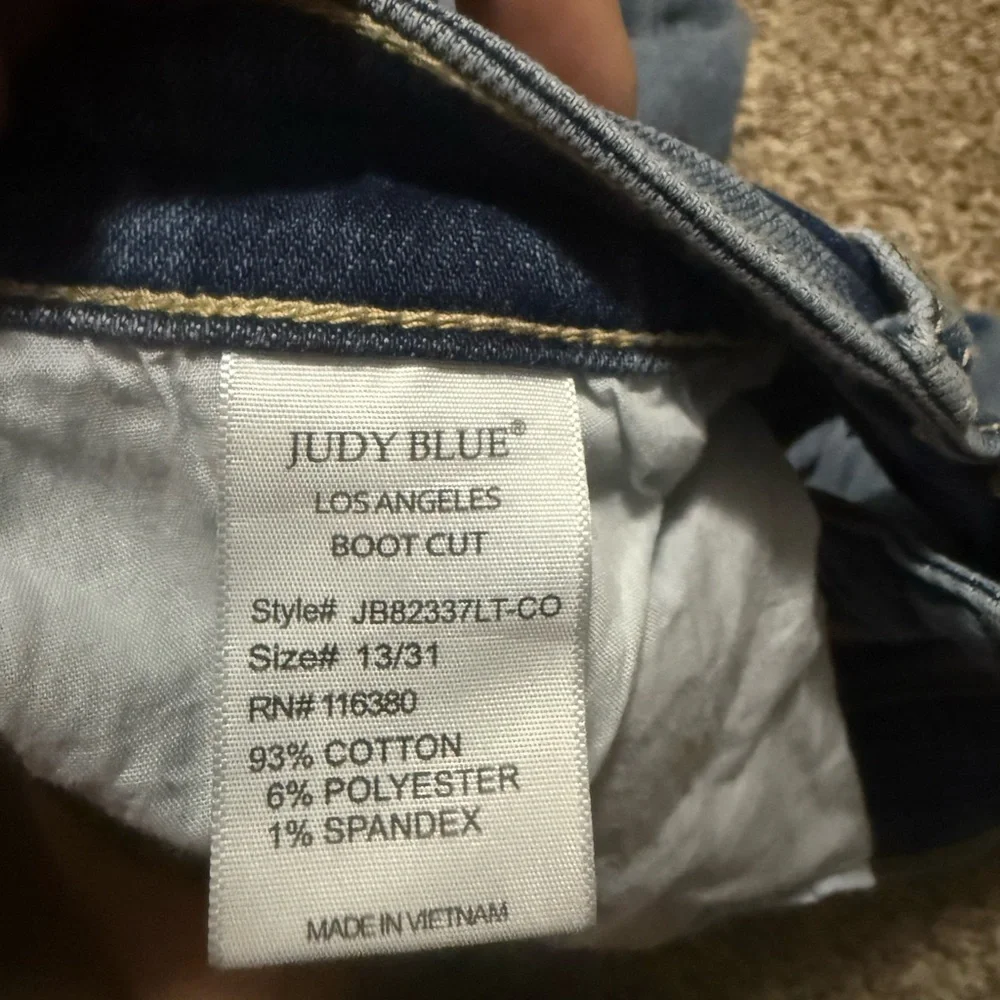 JUDY BLUE®
LOS ANGELES
BOOT CUT
Style# JB82337LT-CO
Size# 13/31
RN# 116380
93% COTTON
6% POLYESTER
1% SPANDEX
MADE IN VIETNAM